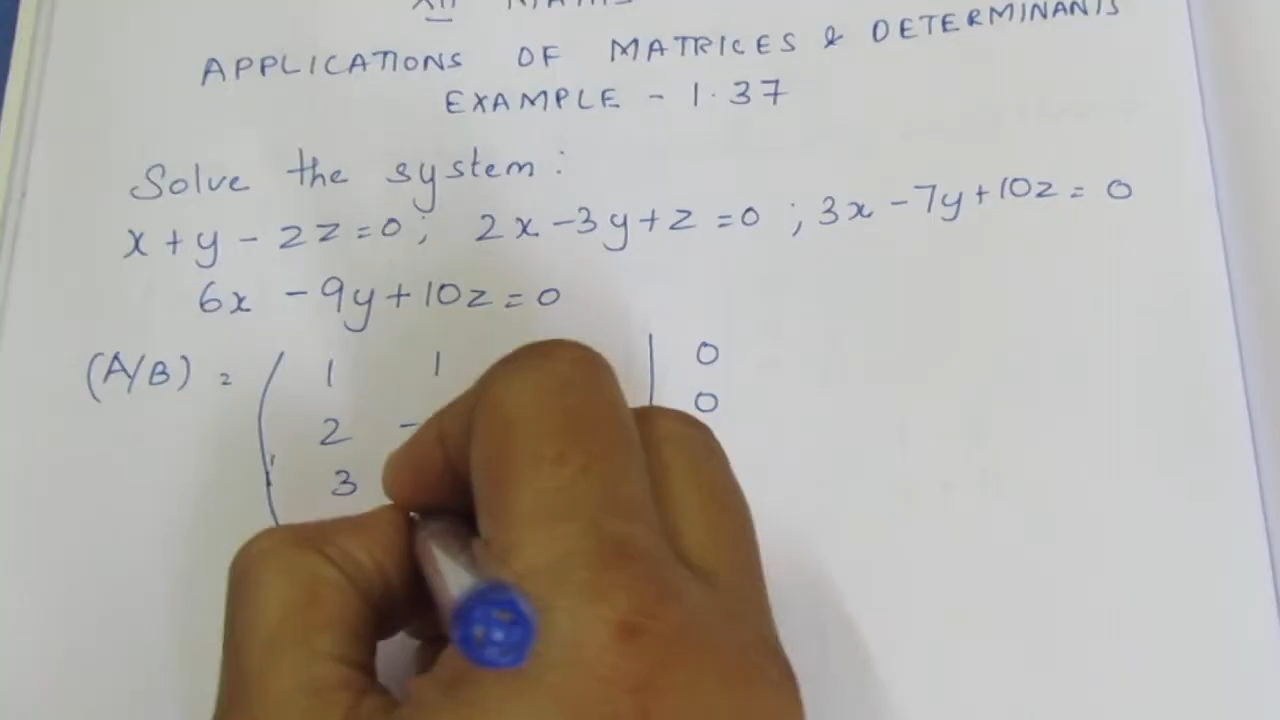 APPLICATIONS OF MATRICES & DETERMINANTS
EXAMPLE - 1.37
Solve the system:
x + y - 2z = 0; 2x - 3y + z = 0 ; 3x - 7y + 10z = 0
6x - 9y + 10z = 0
(A/B) = ( 1 1 | 0
2 - | 0
3